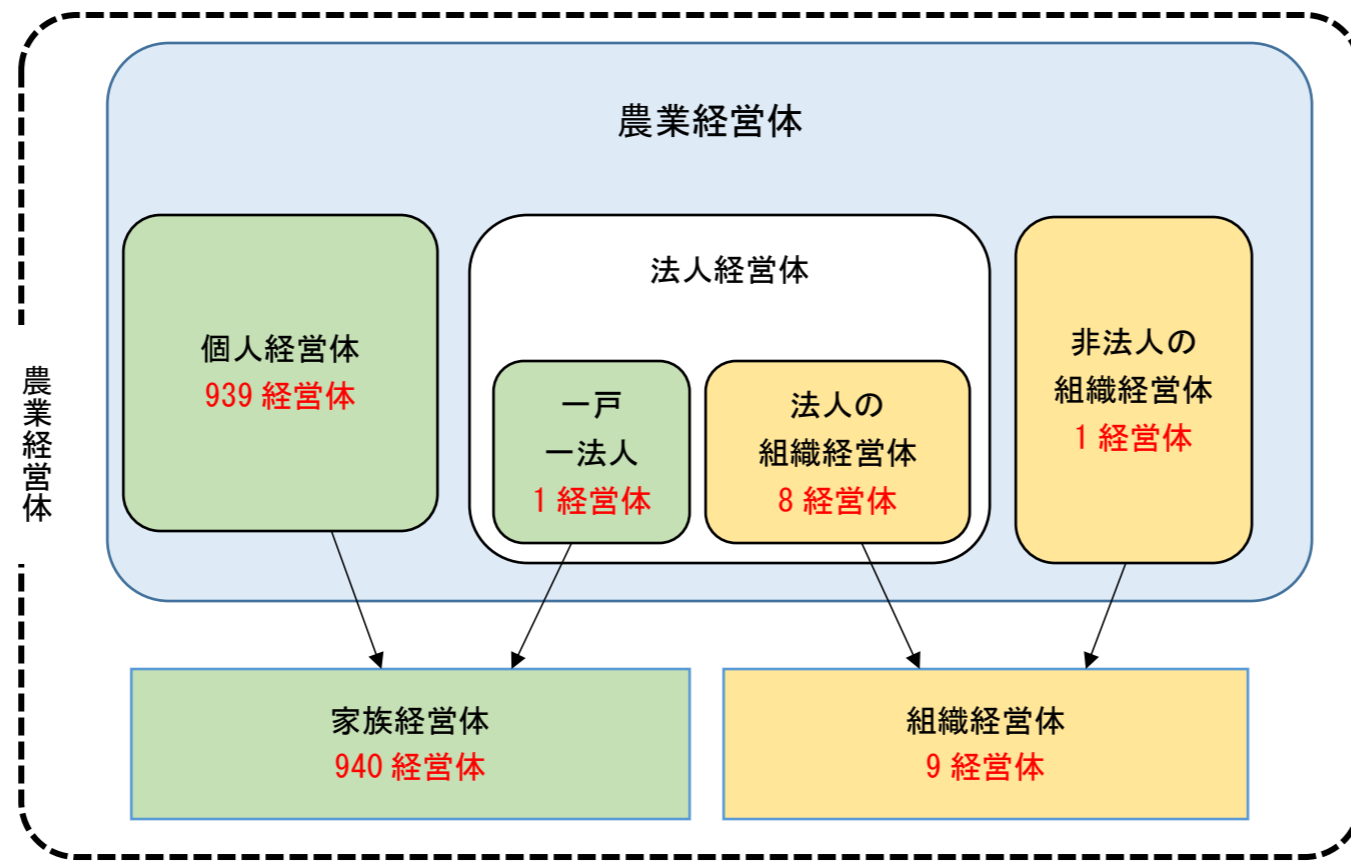 農業経営体
農業経営体
個人経営体
939 経営体
法人経営体
一戸
一法人
1 経営体
法人の
組織経営体
8 経営体
非法人の
組織経営体
1 経営体
家族経営体
940 経営体
組織経営体
9 経営体